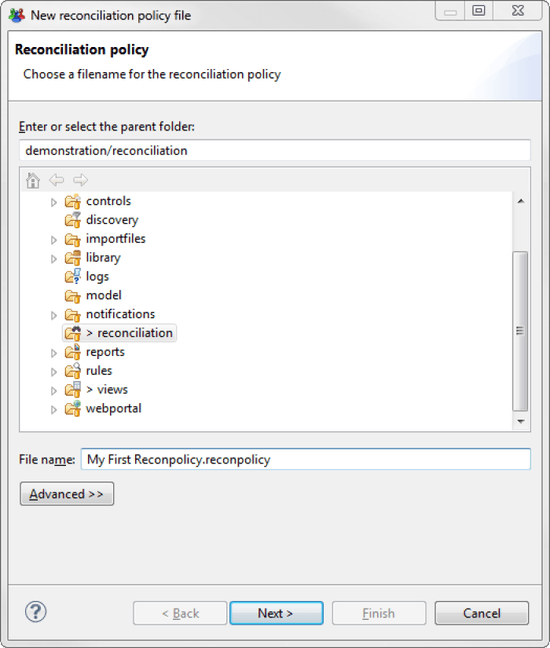 New reconciliation policy file
Reconciliation policy
Choose a filename for the reconciliation policy
Enter or select the parent folder:
demonstration/reconciliation
controls
discovery
importfiles
library
logs
model
notifications
> reconciliation
reports
rules
> views
webportal
File name: My First Reconpolicy.reconpolicy
Advanced >>
< Back Next > Finish Cancel